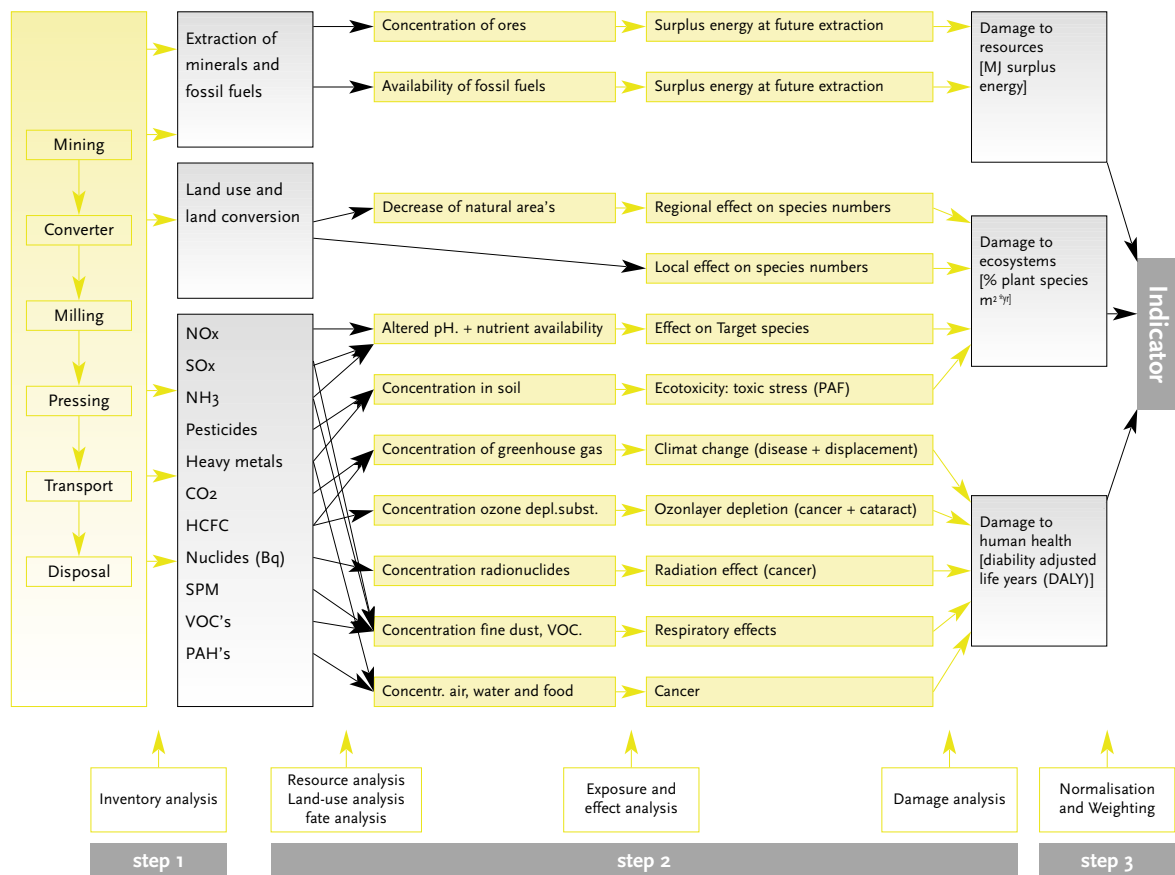 Mining
Converter
Milling
Pressing
Transport
Disposal
Extraction of
minerals and
fossil fuels
Land use and
land conversion
NOx
SOx
NH3
Pesticides
Heavy metals
CO2
HCFC
Nuclides (Bq)
SPM
VOC's
PAH's
Concentration of ores
Availability of fossil fuels
Decrease of natural area's
Altered pH. + nutrient availability
Concentration in soil
Concentration of greenhouse gas
Concentration ozone depl.subst.
Concentration radionuclides
Concentration fine dust, VOC.
Concentr. air, water and food
Surplus energy at future extraction
Surplus energy at future extraction
Regional effect on species numbers
Local effect on species numbers
Effect on Target species
Ecotoxicity: toxic stress (PAF)
Climat change (disease + displacement)
Ozonlayer depletion (cancer + cataract)
Radiation effect (cancer)
Respiratory effects
Cancer
Damage to
resources
[MJ surplus
energy]
Damage to
ecosystems
[% plant species
m² *yr]
Damage to
human health
[diability adjusted
life years (DALY)]
Indicator
Inventory analysis
Resource analysis
Land-use analysis
fate analysis
Exposure and
effect analysis
Damage analysis
Normalisation
and Weighting
step 1
step 2
step 3